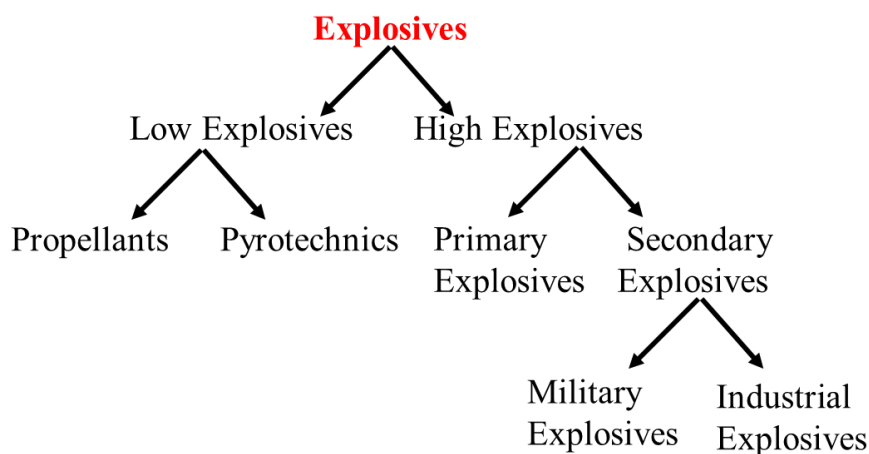 Explosives
Low Explosives
High Explosives
Propellants
Pyrotechnics
Primary
Explosives
Secondary
Explosives
Military
Explosives
Industrial
Explosives